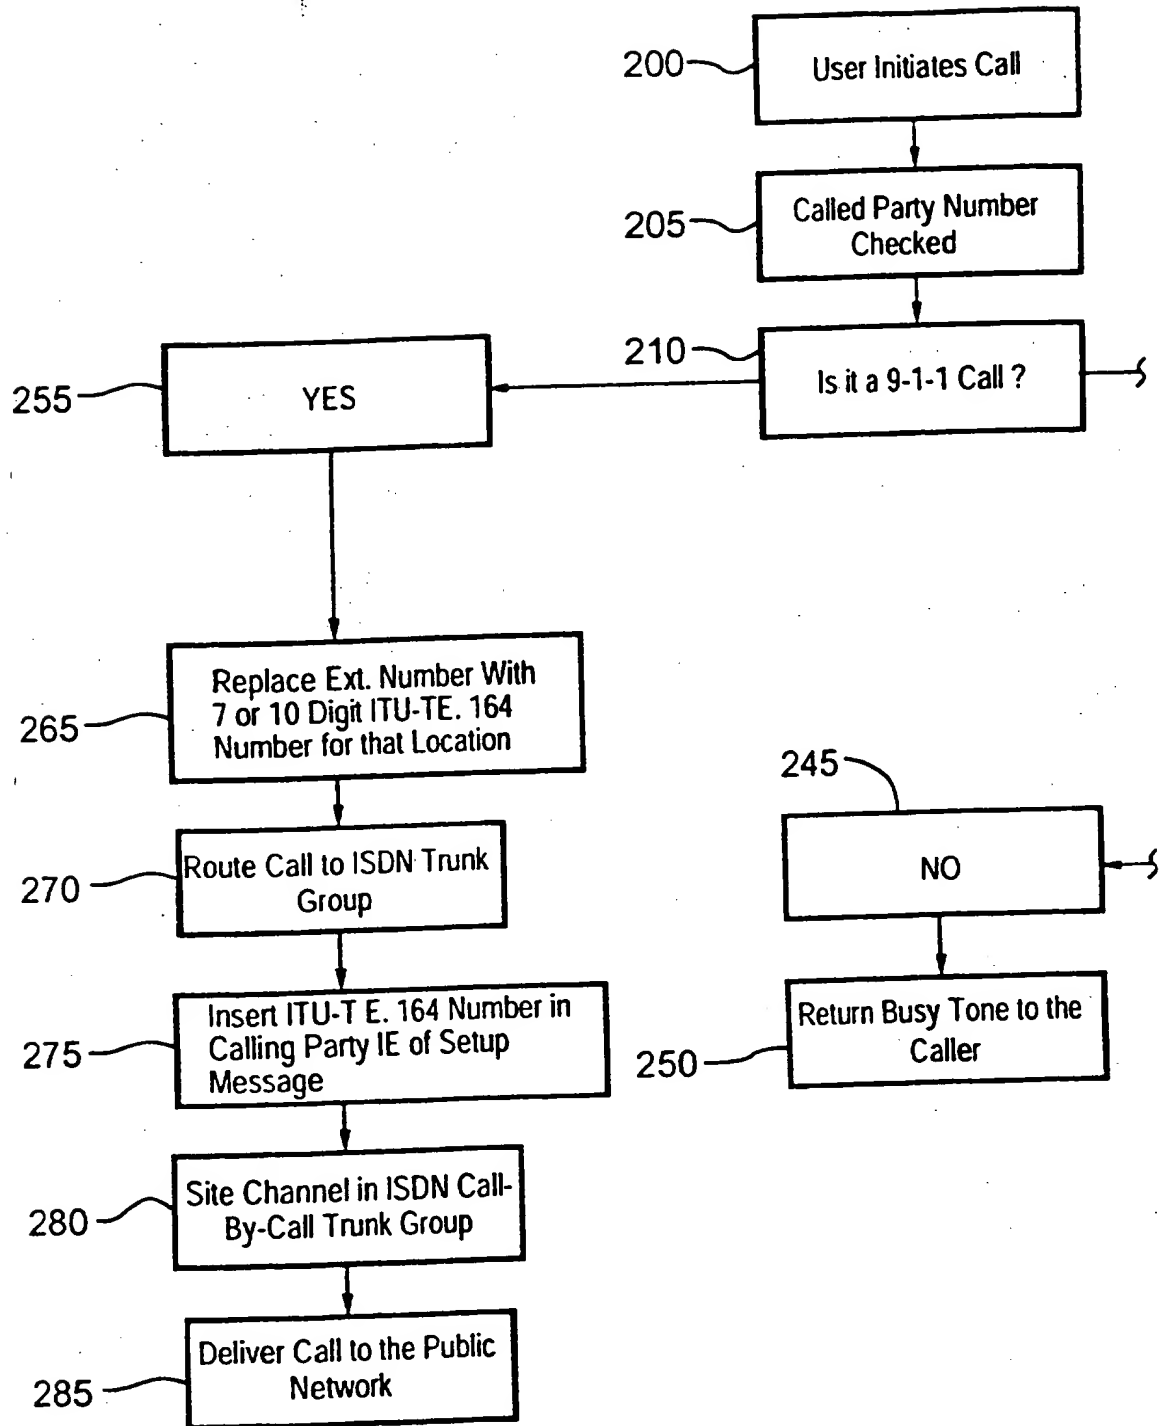 200
User Initiates Call
205
Called Party Number
Checked
210
Is it a 9-1-1 Call ?
255
YES
265
Replace Ext. Number With
7 or 10 Digit ITU-TE. 164
Number for that Location
270
Route Call to ISDN Trunk
Group
275
Insert ITU-T E. 164 Number in
Calling Party IE of Setup
Message
280
Site Channel in ISDN Call-
By-Call Trunk Group
285
Deliver Call to the Public
Network
245
NO
250
Return Busy Tone to the
Caller